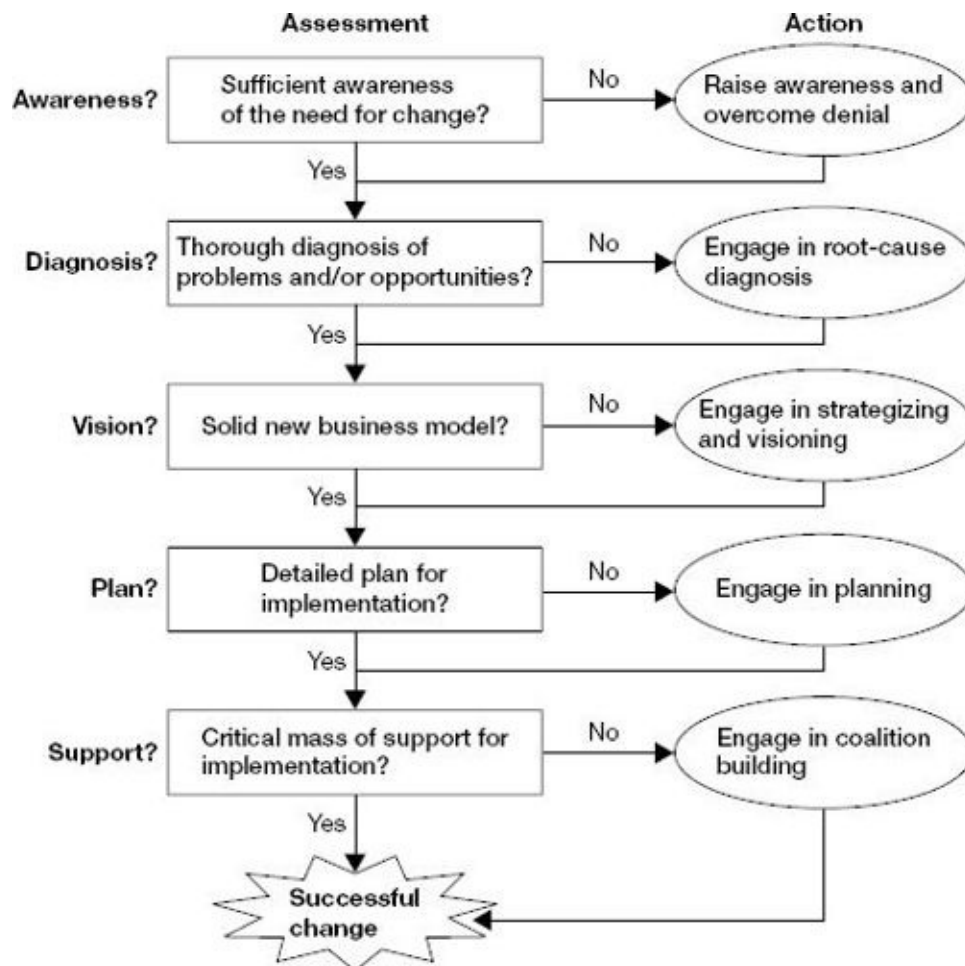 Assessment
Action
Awareness?
Sufficient awareness
of the need for change?
No
Raise awareness and
overcome denial
Yes
Diagnosis?
Thorough diagnosis of
problems and/or opportunities?
No
Engage in root-cause
diagnosis
Yes
Vision?
Solid new business model?
No
Engage in strategizing
and visioning
Yes
Plan?
Detailed plan for
implementation?
No
Engage in planning
Yes
Support?
Critical mass of support for
implementation?
No
Engage in coalition
building
Yes
Successful
change